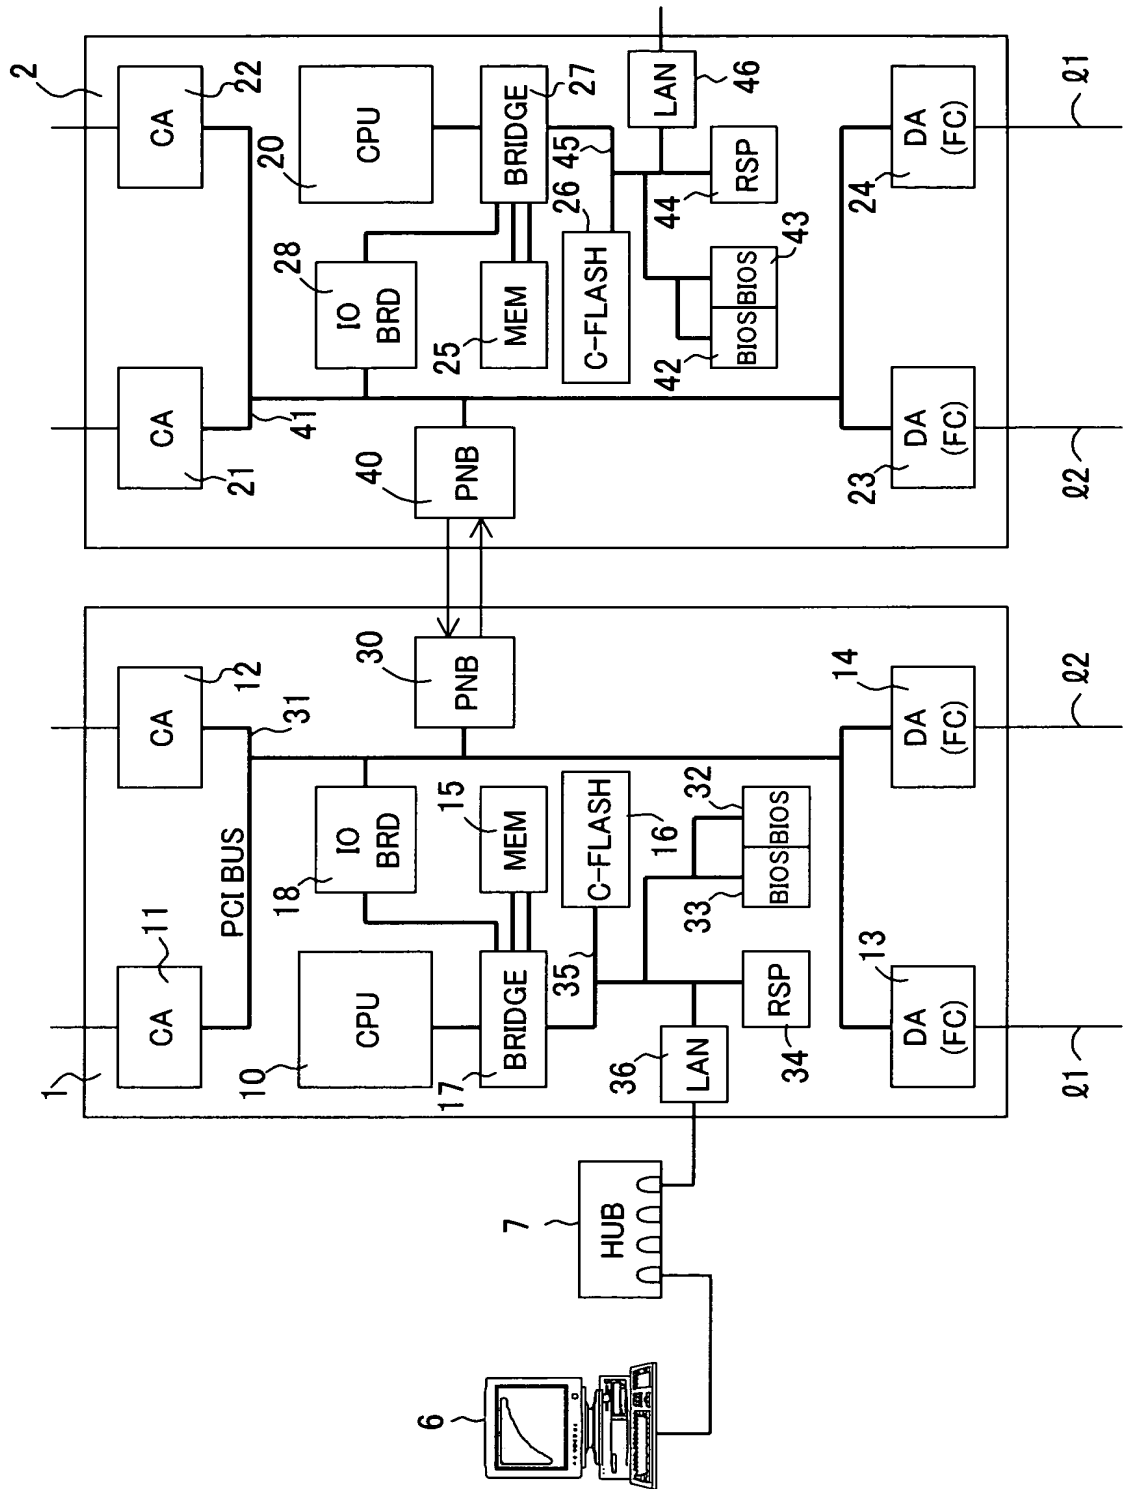 1
CA
11
PCI BUS
CA
12
31
10
CPU
18
IO
BRD
PNB
30
17
BRIDGE
15
MEM
35
C-FLASH
16
36
LAN
34
RSP
33
BIOS
BIOS
32
13
DA
(FC)
14
DA
(FC)
ℓ1
ℓ2
6
7
HUB
2
CA
21
41
CA
22
20
CPU
28
IO
BRD
40
PNB
25
MEM
BRIDGE
27
45
26
C-FLASH
LAN
46
44
RSP
42
BIOS
BIOS
43
23
DA
(FC)
24
DA
(FC)
ℓ2
ℓ1